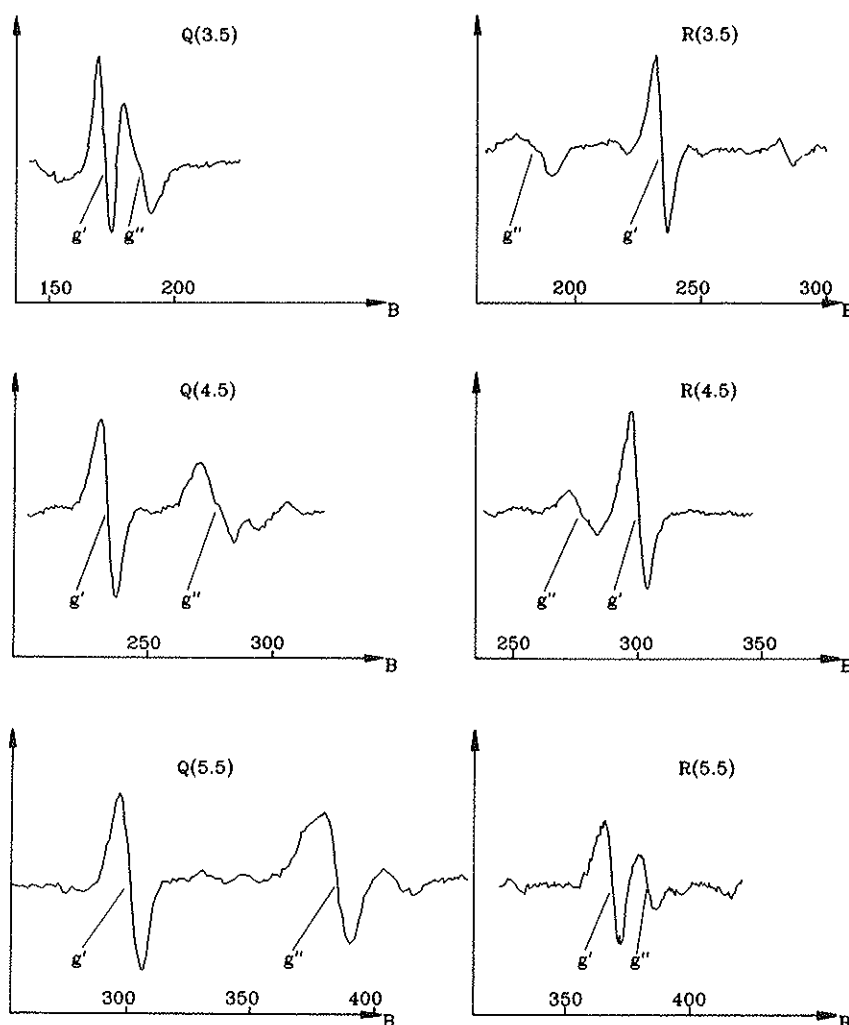 Q(3.5)
g' g''
150 200
B
R(3.5)
g'' g'
200 250 300
B
Q(4.5)
g' g''
250 300
B
R(4.5)
g'' g'
250 300 350
B
Q(5.5)
g' g''
300 350 400
B
R(5.5)
g' g''
350 400
B